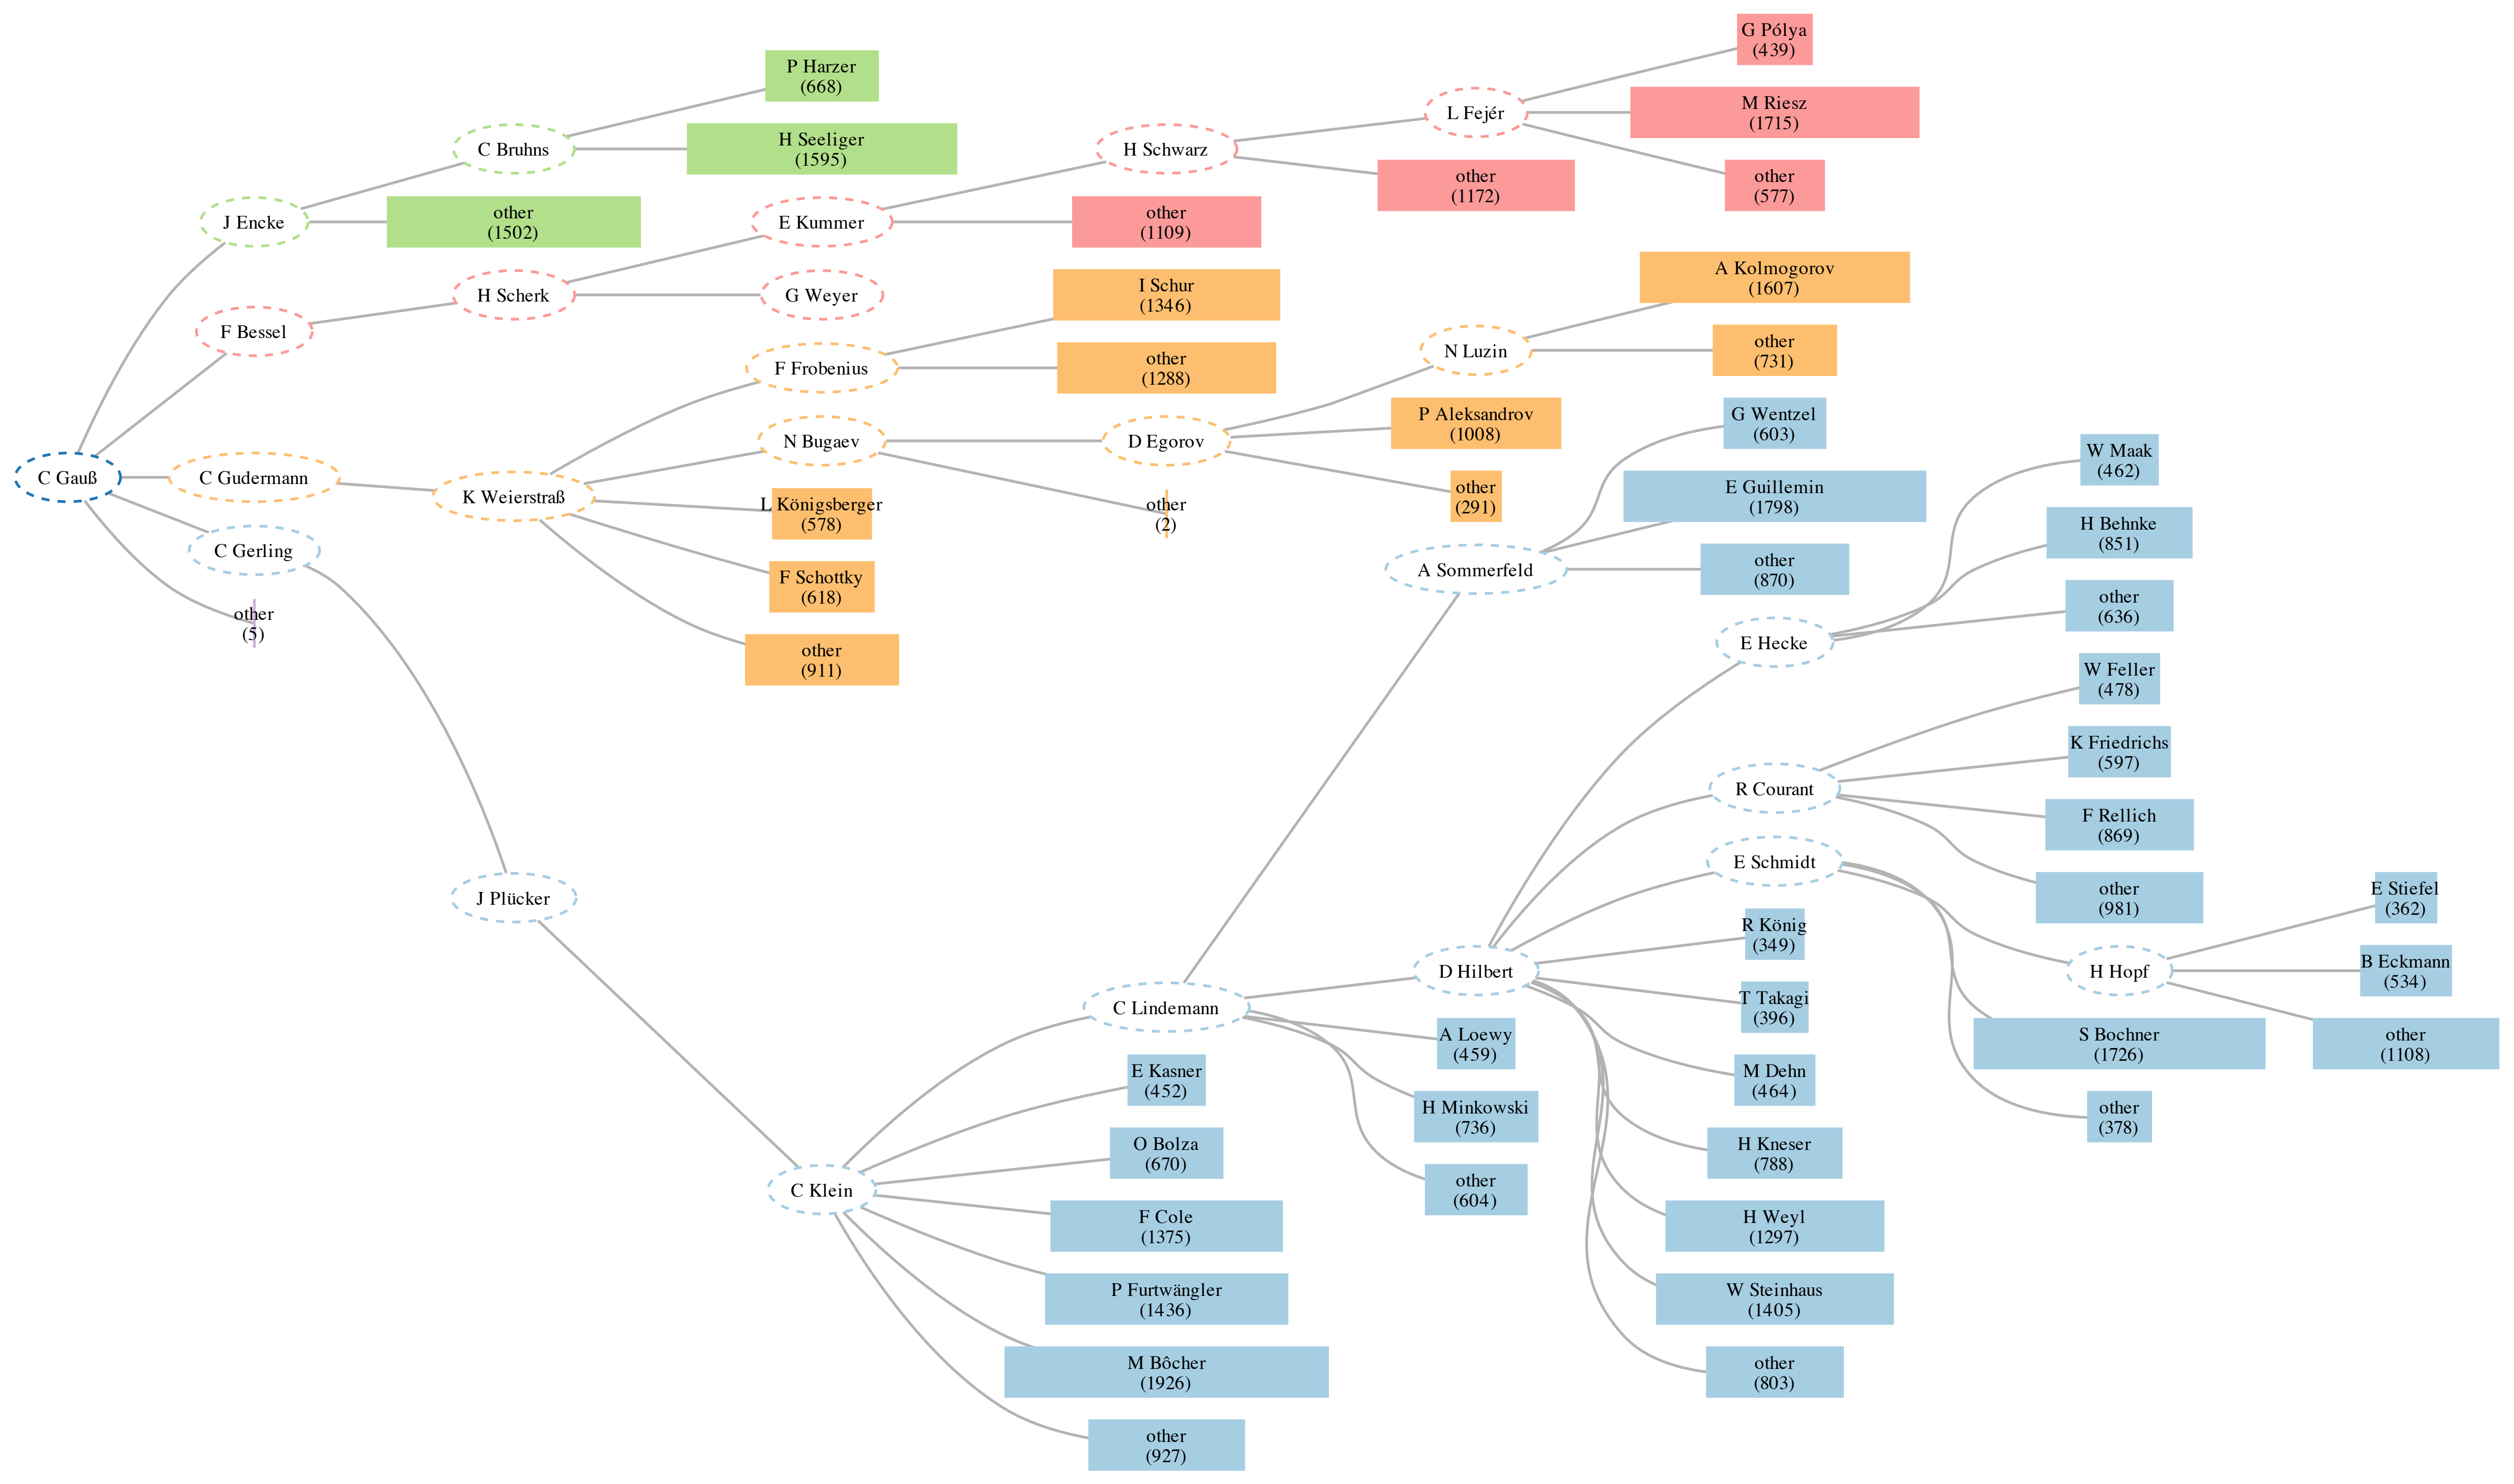 G Pólya
(439)
P Harzer
(668)
M Riesz
(1715)
L Fejér
C Bruhns
H Seeliger
(1595)
H Schwarz
other
(577)
other
(1172)
J Encke
other
(1502)
E Kummer
other
(1109)
A Kolmogorov
(1607)
I Schur
(1346)
H Scherk
G Weyer
F Bessel
other
(731)
N Luzin
F Frobenius
other
(1288)
G Wentzel
(603)
P Aleksandrov
(1008)
N Bugaev
D Egorov
W Maak
(462)
C Gauß
C Gudermann
K Weierstraß
L Königsberger
(578)
other
(2)
other
(291)
E Guillemin
(1798)
H Behnke
(851)
C Gerling
F Schottky
(618)
A Sommerfeld
other
(870)
other
(636)
other
(5)
other
(911)
E Hecke
W Feller
(478)
K Friedrichs
(597)
R Courant
F Rellich
(869)
E Schmidt
other
(981)
E Stiefel
(362)
J Plücker
R König
(349)
D Hilbert
H Hopf
B Eckmann
(534)
C Lindemann
T Takagi
(396)
A Loewy
(459)
S Bochner
(1726)
other
(1108)
E Kasner
(452)
M Dehn
(464)
H Minkowski
(736)
other
(378)
O Bolza
(670)
H Kneser
(788)
C Klein
other
(604)
F Cole
(1375)
H Weyl
(1297)
P Furtwängler
(1436)
W Steinhaus
(1405)
M Bôcher
(1926)
other
(803)
other
(927)